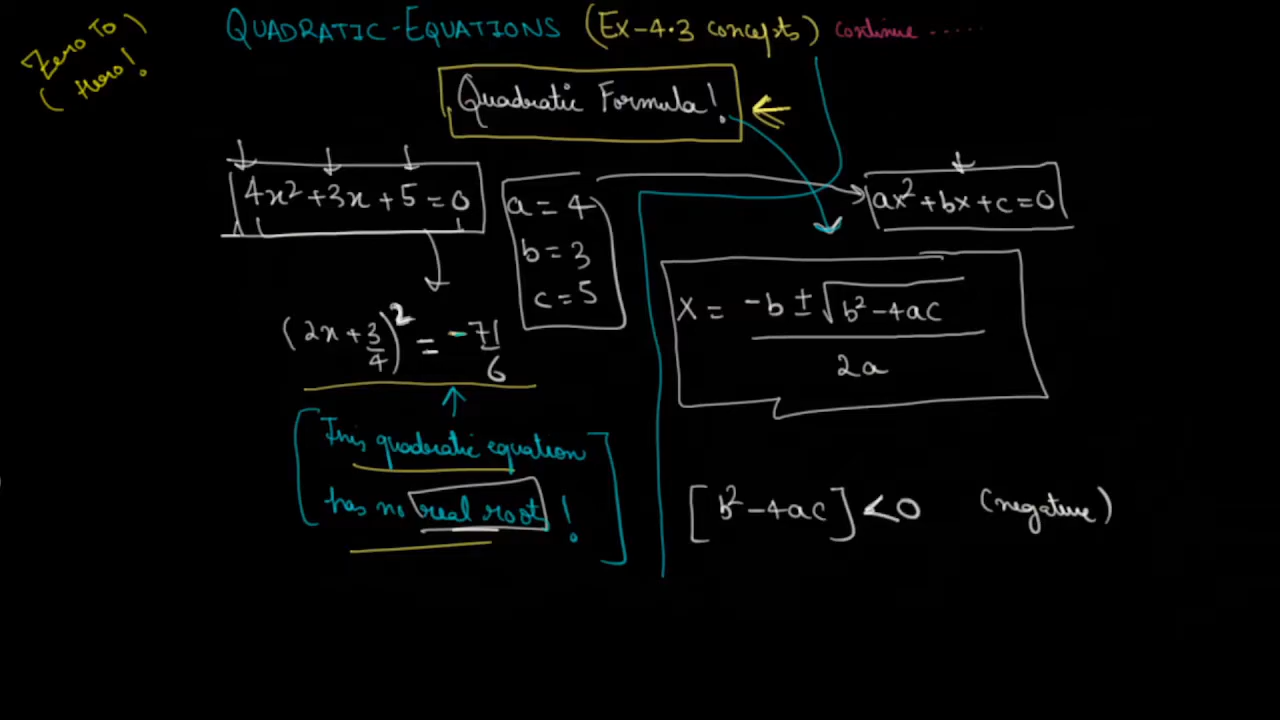 Zero To
Hero!
QUADRATIC-EQUATIONS (Ex-4.3 concepts) continue ......
Quadratic Formula!
4x² + 3x + 5 = 0
a = 4
b = 3
c = 5
ax² + bx + c = 0
x = (-b ± √(b² - 4ac)) / 2a
(2x + 3/4)² = -71/6
This quadratic equation
has no real root!
[b² - 4ac] < 0 (negative)